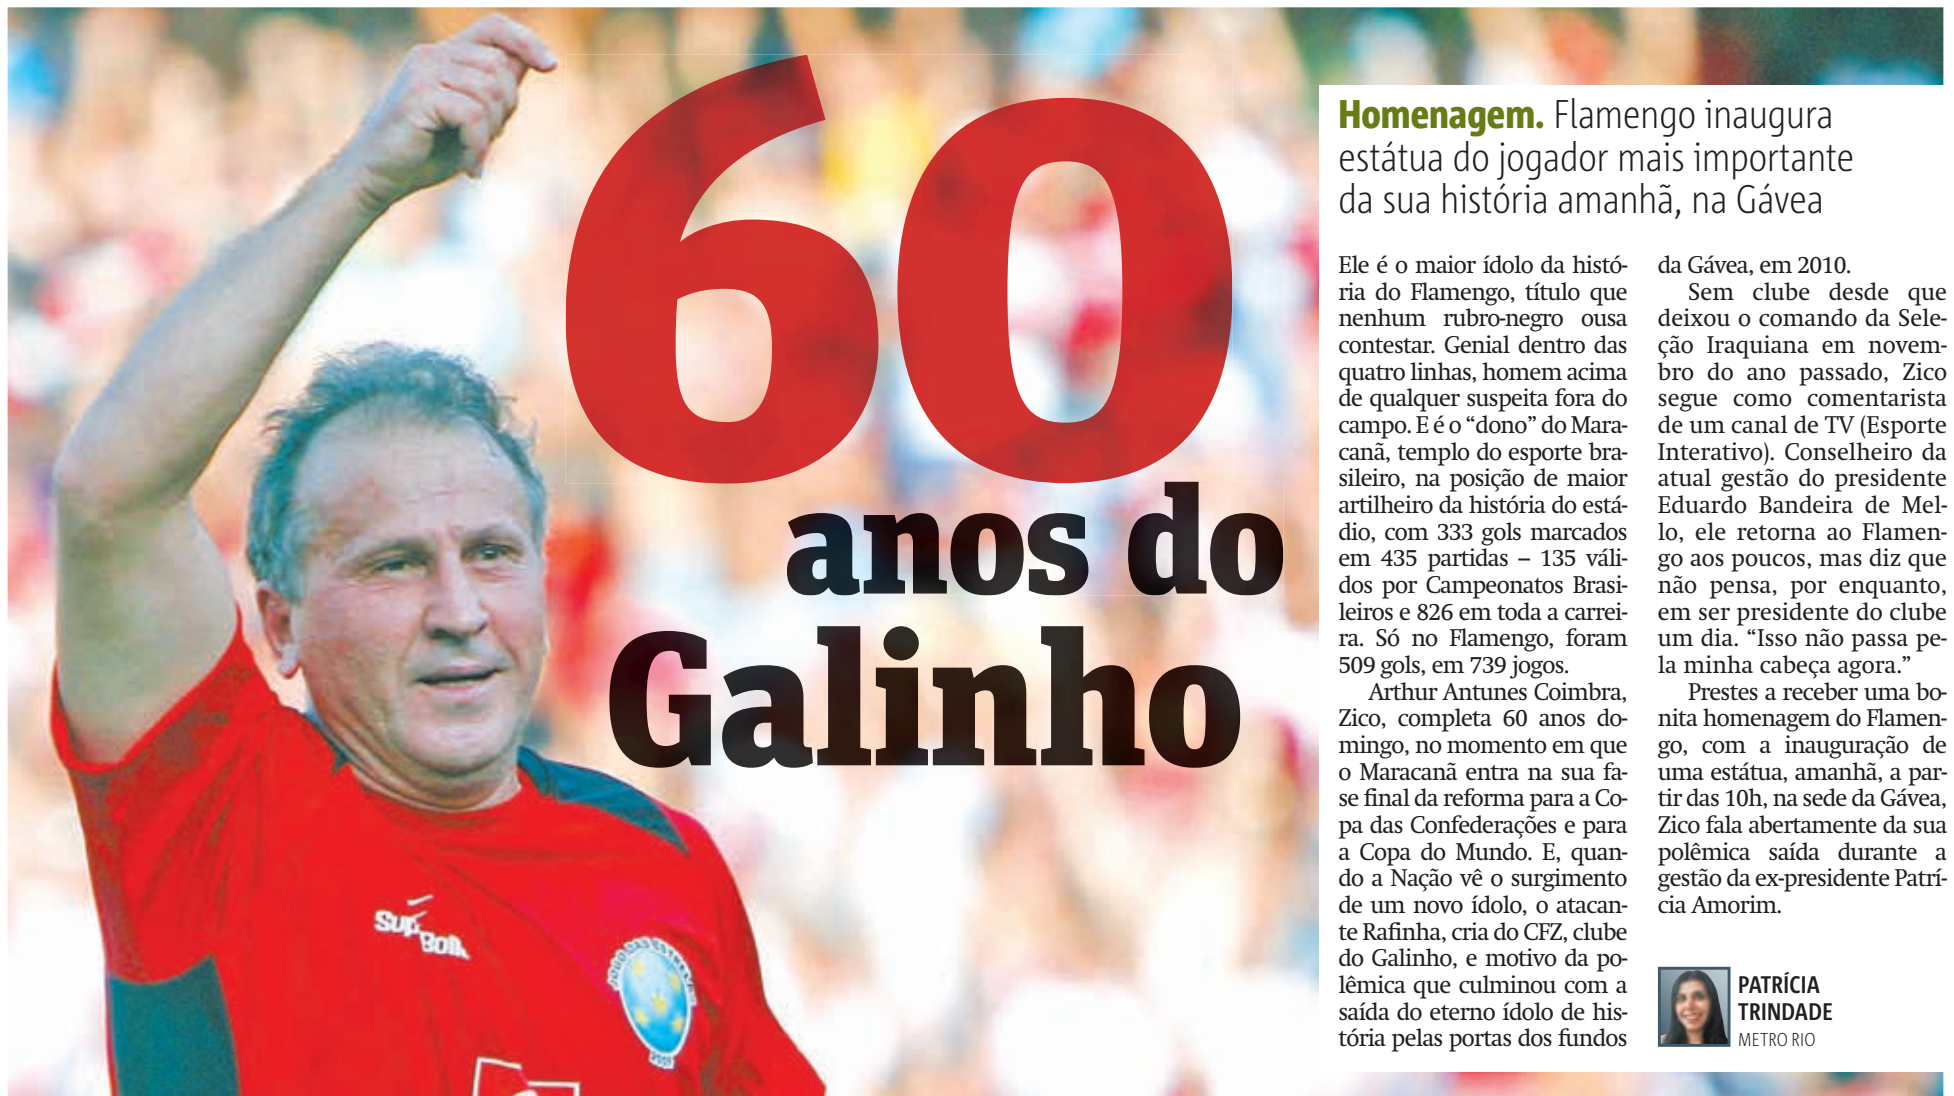 60
anos do
Galinho
Homenagem. Flamengo inaugura
estátua do jogador mais importante
da sua história amanhã, na Gávea
Ele é o maior ídolo da histó-
ria do Flamengo, título que
nenhum rubro-negro ousa
contestar. Genial dentro das
quatro linhas, homem acima
de qualquer suspeita fora do
campo. E é o “dono” do Mara-
canã, templo do esporte bra-
sileiro, na posição de maior
artilheiro da história do está-
dio, com 333 gols marcados
em 435 partidas – 135 váli-
dos por Campeonatos Brasi-
leiros e 826 em toda a carrei-
ra. Só no Flamengo, foram
509 gols, em 739 jogos.
Arthur Antunes Coimbra,
Zico, completa 60 anos do-
mingo, no momento em que
o Maracanã entra na sua fa-
se final da reforma para a Co-
pa das Confederações e para
a Copa do Mundo. E, quan-
do a Nação vê o surgimento
de um novo ídolo, o atacan-
te Rafinha, cria do CFZ, clube
do Galinho, e motivo da po-
lêmica que culminou com a
saída do eterno ídolo de his-
tória pelas portas dos fundos
da Gávea, em 2010.
Sem clube desde que
deixou o comando da Sele-
ção Iraquiana em novem-
bro do ano passado, Zico
segue como comentarista
de um canal de TV (Esporte
Interativo). Conselheiro da
atual gestão do presidente
Eduardo Bandeira de Mel-
lo, ele retorna ao Flamen-
go aos poucos, mas diz que
não pensa, por enquanto,
em ser presidente do clube
um dia. “Isso não passa pe-
la minha cabeça agora.”
Prestes a receber uma bo-
nita homenagem do Flamen-
go, com a inauguração de
uma estátua, amanhã, a par-
tir das 10h, na sede da Gávea,
Zico fala abertamente da sua
polêmica saída durante a
gestão da ex-presidente Patrí-
cia Amorim.
PATRÍCIA
TRINDADE
METRO RIO
JOGO DAS ESTRELAS